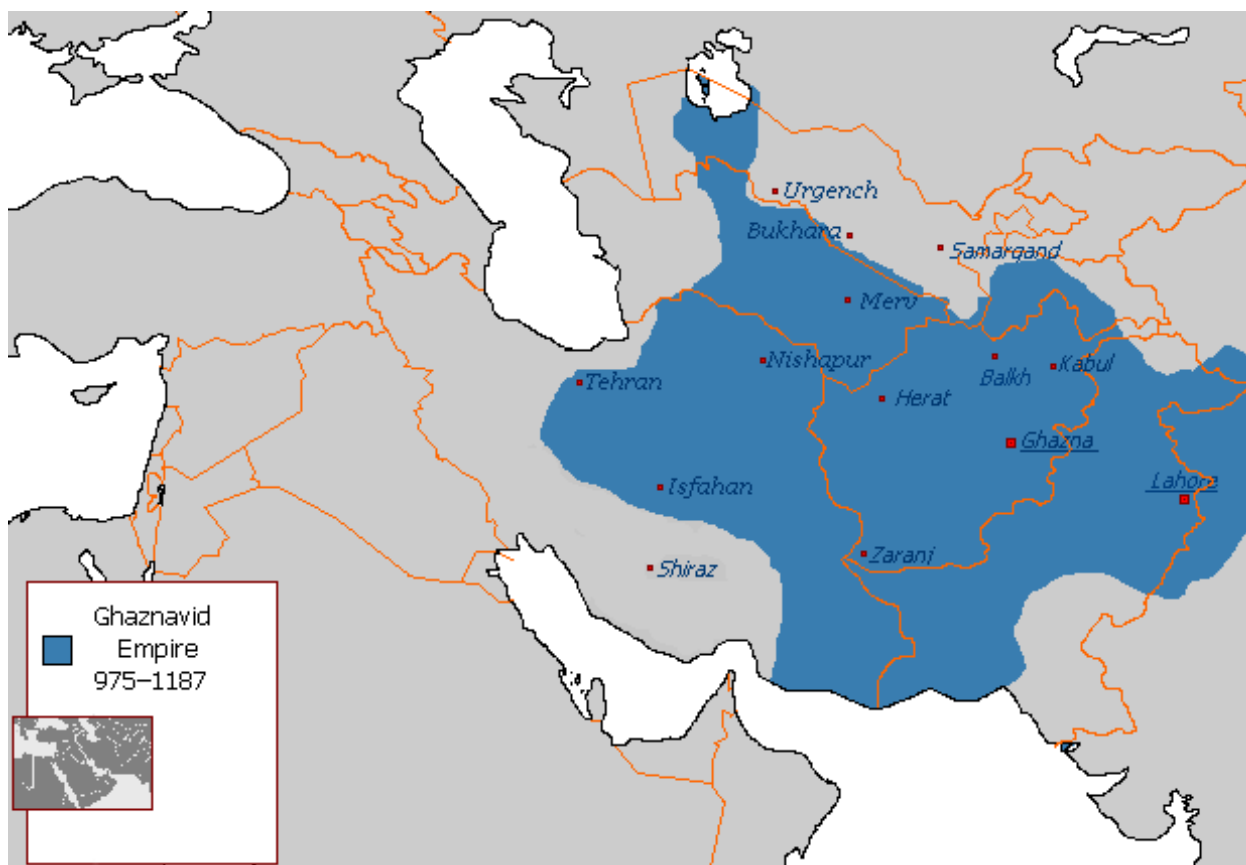 Urgench
Bukhara
Samarqand
Merv
Nishapur
Tehran
Balkh
Kabul
Herat
Ghazna
Isfahan
Lahore
Zaranj
Shiraz
Ghaznavid
Empire
975–1187